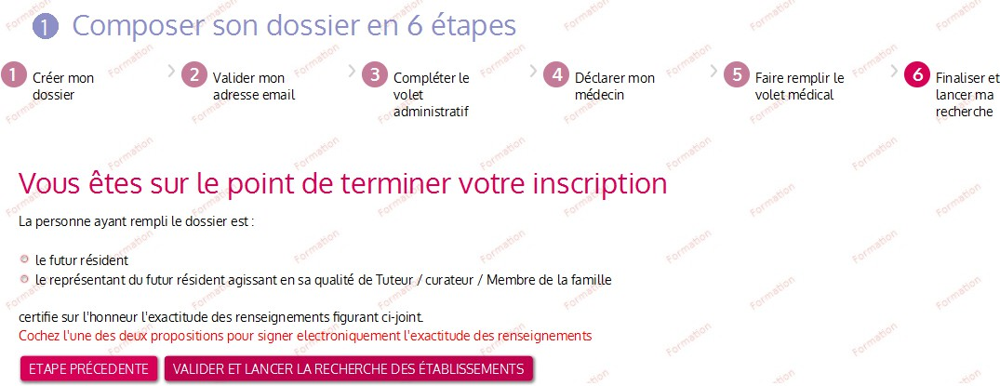 1 Composer son dossier en 6 étapes
1 Créer mon dossier
2 Valider mon adresse email
3 Compléter le volet administratif
4 Déclarer mon médecin
5 Faire remplir le volet médical
6 Finaliser et lancer ma recherche
Vous êtes sur le point de terminer votre inscription
La personne ayant rempli le dossier est :
le futur résident
le représentant du futur résident agissant en sa qualité de Tuteur / curateur / Membre de la famille
certifie sur l'honneur l'exactitude des renseignements figurant ci-joint.
Cochez l'une des deux propositions pour signer electroniquement l'exactitude des renseignements
ETAPE PRÉCEDENTE
VALIDER ET LANCER LA RECHERCHE DES ÉTABLISSEMENTS
Formation